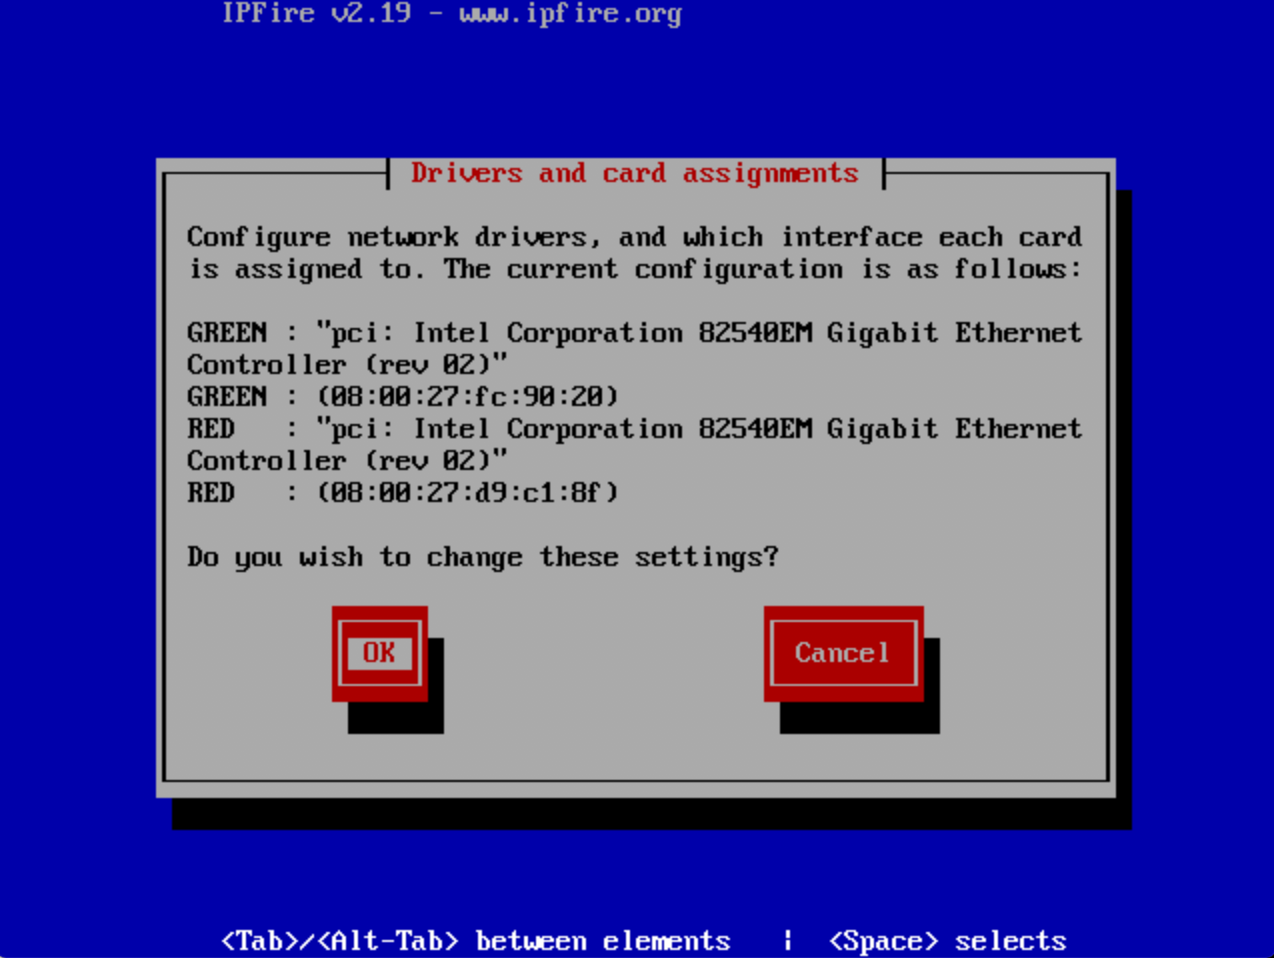 IPFire v2.19 - www.ipfire.org
Drivers and card assignments
Configure network drivers, and which interface each card
is assigned to. The current configuration is as follows:
GREEN : "pci: Intel Corporation 82540EM Gigabit Ethernet
Controller (rev 02)"
GREEN : (08:00:27:fc:90:20)
RED   : "pci: Intel Corporation 82540EM Gigabit Ethernet
Controller (rev 02)"
RED   : (08:00:27:d9:c1:8f)
Do you wish to change these settings?
OK Cancel
<Tab>/<Alt-Tab> between elements | <Space> selects